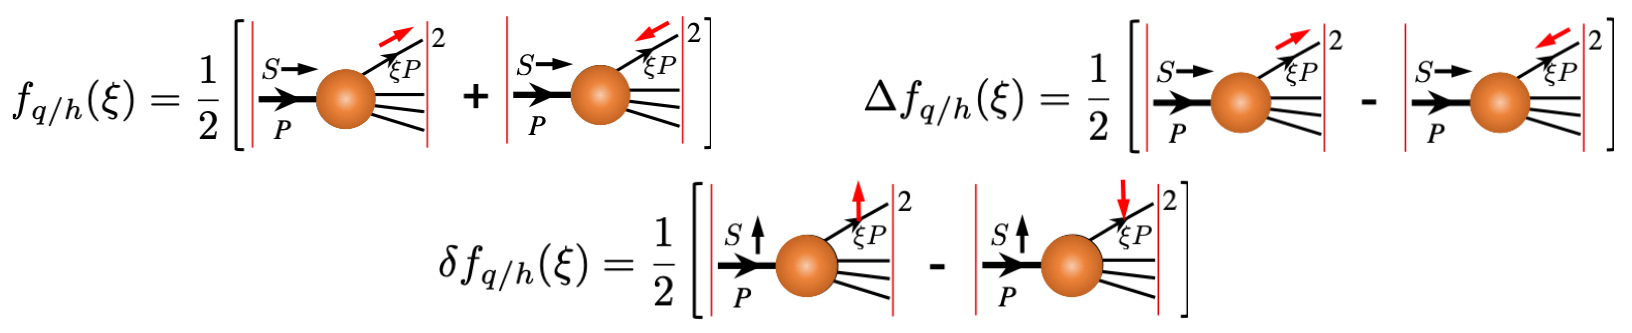 f_{q/h}(ξ) = 1/2 [ | S P ξP |^2 + | S P ξP |^2 ]
Δf_{q/h}(ξ) = 1/2 [ | S P ξP |^2 - | S P ξP |^2 ]
δf_{q/h}(ξ) = 1/2 [ | S P ξP |^2 - | S P ξP |^2 ]